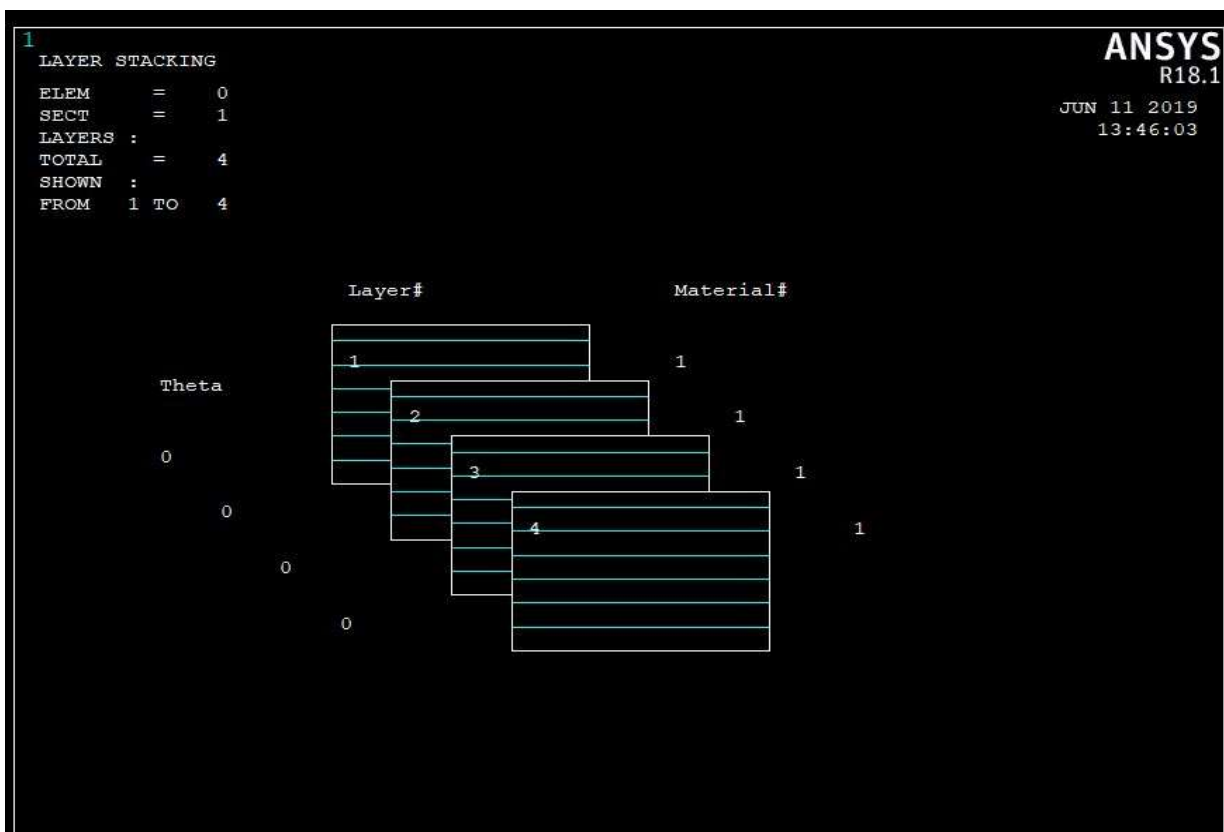 1
ANSYS
R18.1
LAYER STACKING
ELEM = 0
SECT = 1
LAYERS :
TOTAL = 4
SHOWN :
FROM 1 TO 4
JUN 11 2019
13:46:03
Layer# Material#
1 1
Theta
2 1
0
3 1
0
4 1
0
0